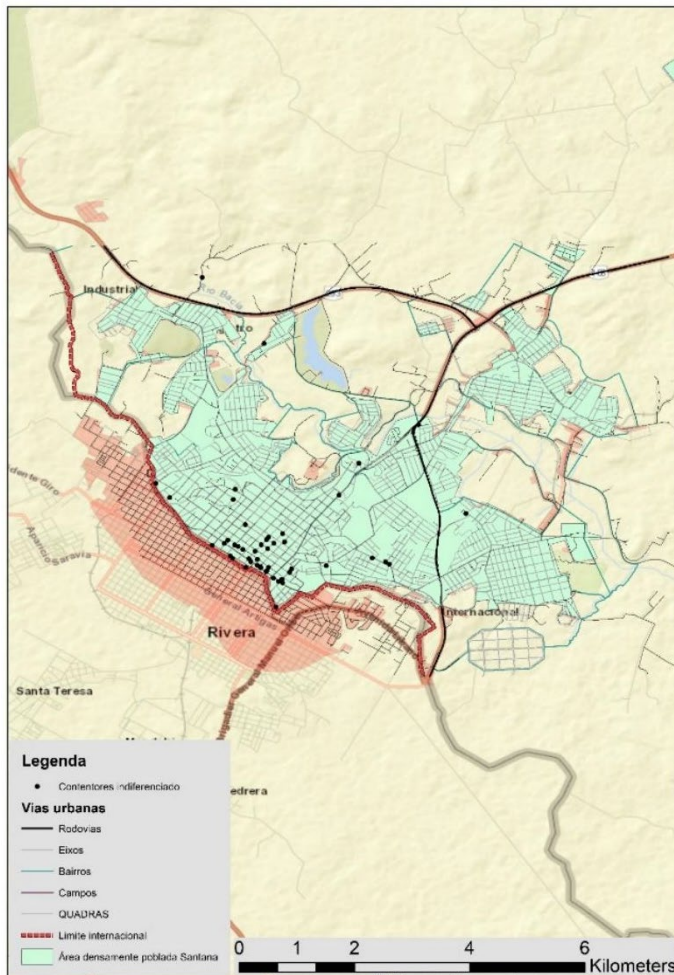 Industrial
Rivera
General Artigas
Internacional
Aparicio Saravia
Santa Teresa
edrera
Legenda
Contentores indiferenciado
Vias urbanas
Rodovias
Eixos
Bairros
Campos
QUADRAS
Limite internacional
Área densamente poblada Santana
0 1 2 4 6
Kilometers